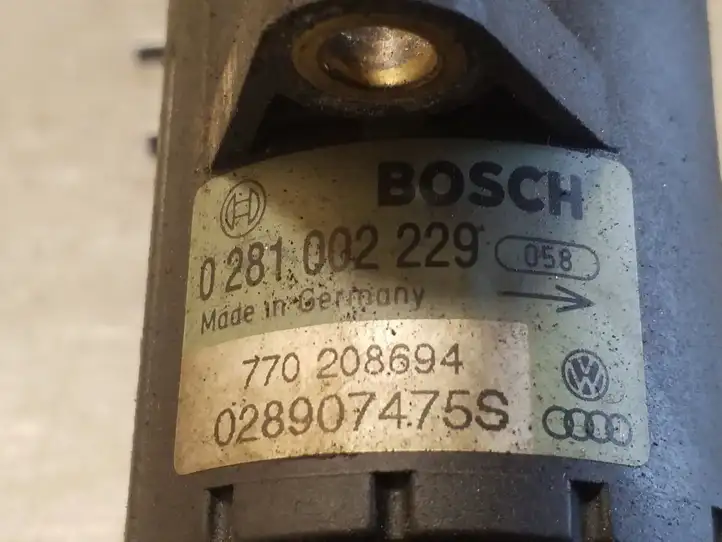 BOSCH
0 281 002 229 058
Made in Germany
770 208694
028907475S